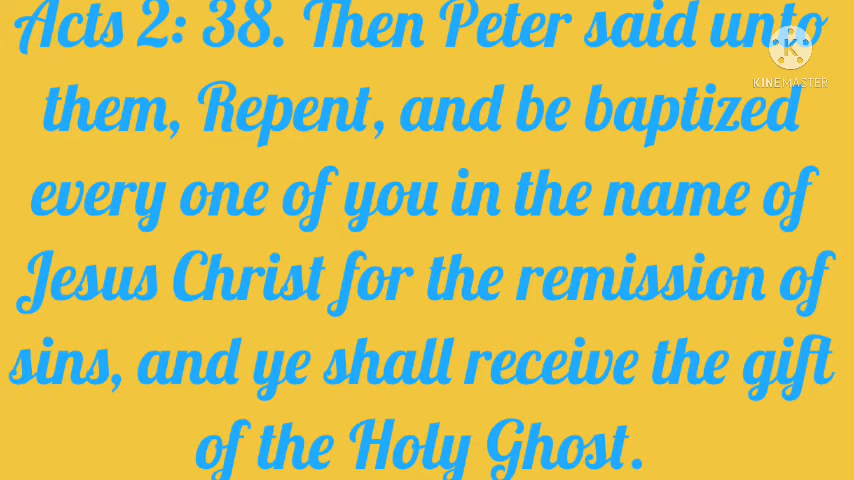 Acts 2: 38. Then Peter said unto
KINEMASTER
them, Repent, and be baptized
every one of you in the name of
Jesus Christ for the remission of
sins, and ye shall receive the gift
of the Holy Ghost.